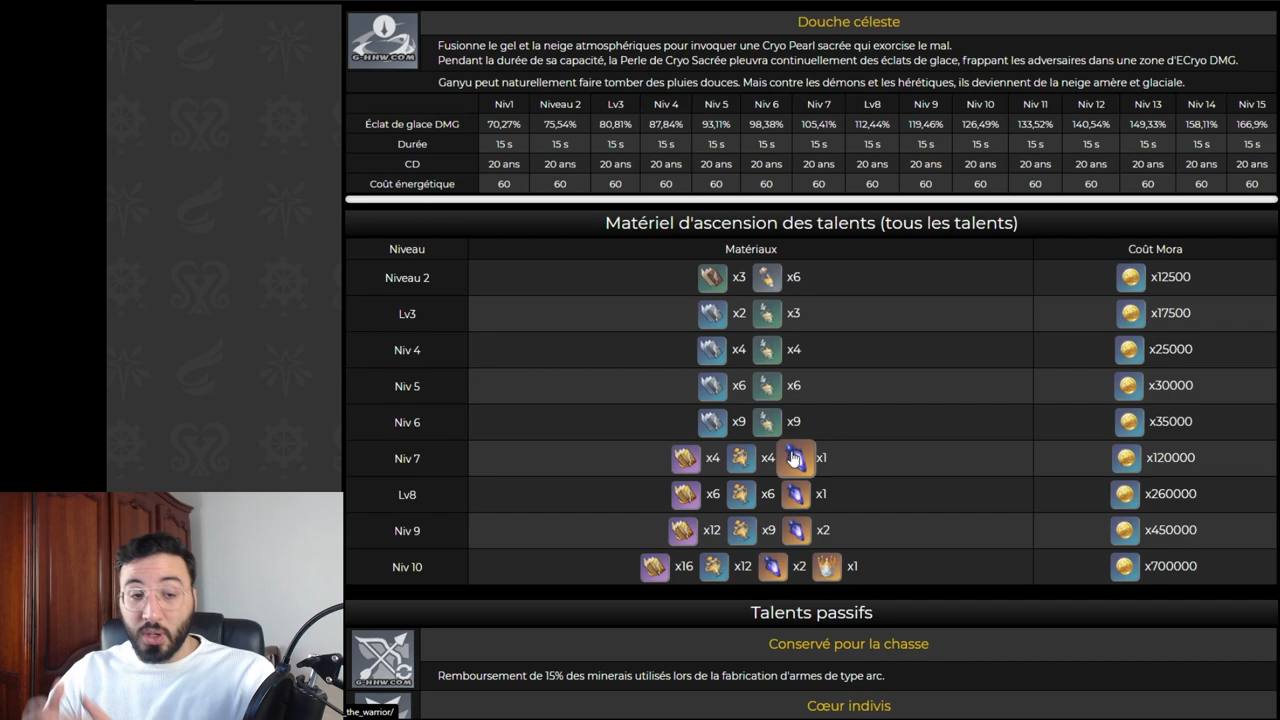 Douche céleste
G-HHW.COM
Fusionne le gel et la neige atmosphériques pour invoquer une Cryo Pearl sacrée qui exorcise le mal.
Pendant la durée de sa capacité, la Perle de Cryo Sacrée pleuvra continuellement des éclats de glace, frappant les adversaires dans une zone d'ECryo DMG.
Ganyu peut naturellement faire tomber des pluies douces. Mais contre les démons et les hérétiques, ils deviennent de la neige amère et glaciale.
Niv1 Niveau 2 Lv3 Niv 4 Niv 5 Niv 6 Niv 7 Lv8 Niv 9 Niv 10 Niv 11 Niv 12 Niv 13 Niv 14 Niv 15
Éclat de glace DMG 70,27% 75,54% 80,81% 87,84% 93,11% 98,38% 105,41% 112,44% 119,46% 126,49% 133,52% 140,54% 149,33% 158,11% 166,9%
Durée 15 s 15 s 15 s 15 s 15 s 15 s 15 s 15 s 15 s 15 s 15 s 15 s 15 s 15 s 15 s
CD 20 ans 20 ans 20 ans 20 ans 20 ans 20 ans 20 ans 20 ans 20 ans 20 ans 20 ans 20 ans 20 ans 20 ans 20 ans
Coût énergétique 60 60 60 60 60 60 60 60 60 60 60 60 60 60 60
Matériel d'ascension des talents (tous les talents)
Niveau Matériaux Coût Mora
Niveau 2 x3 x6 x12500
Lv3 x2 x3 x17500
Niv 4 x4 x4 x25000
Niv 5 x6 x6 x30000
Niv 6 x9 x9 x35000
Niv 7 x4 x4 x1 x120000
Lv8 x6 x6 x1 x260000
Niv 9 x12 x9 x2 x450000
Niv 10 x16 x12 x2 x1 x700000
Talents passifs
Conservé pour la chasse
G-HHW.COM
Remboursement de 15% des minerais utilisés lors de la fabrication d'armes de type arc.
Cœur indivis
_the_warrior/